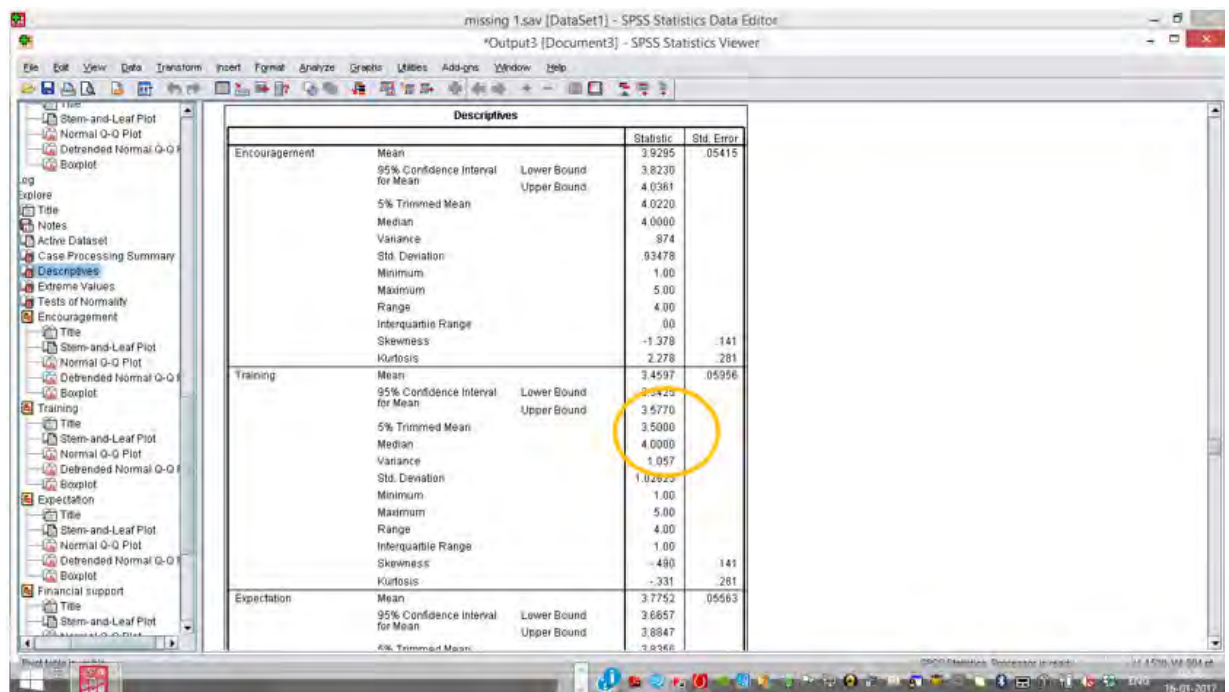 missing 1.sav [DataSet1] - SPSS Statistics Data Editor
*Output3 [Document3] - SPSS Statistics Viewer
File Edit View Data Transform Insert Format Analyze Graphs Utilities Add-ons Window Help
Title
Stem-and-Leaf Plot
Normal Q-Q Plot
Detrended Normal Q-Q
Boxplot
Explore
Title
Notes
Active Dataset
Case Processing Summary
Descriptives
Extreme Values
Tests of Normality
Encouragement
Title
Stem-and-Leaf Plot
Normal Q-Q Plot
Detrended Normal Q-Q
Boxplot
Training
Title
Stem-and-Leaf Plot
Normal Q-Q Plot
Detrended Normal Q-Q
Boxplot
Expectation
Title
Stem-and-Leaf Plot
Normal Q-Q Plot
Detrended Normal Q-Q
Boxplot
Financial support
Title
Stem-and-Leaf Plot
Descriptives
Statistic Std. Error
Encouragement Mean 3.9295 .05415
95% Confidence Interval for Mean Lower Bound 3.8230
Upper Bound 4.0361
5% Trimmed Mean 4.0220
Median 4.0000
Variance .874
Std. Deviation .93478
Minimum 1.00
Maximum 5.00
Range 4.00
Interquartile Range .00
Skewness -1.378 .141
Kurtosis 2.278 .281
Training Mean 3.4597 .05956
95% Confidence Interval for Mean Lower Bound
Upper Bound 3.5770
5% Trimmed Mean 3.5000
Median 4.0000
Variance 1.057
Std. Deviation
Minimum 1.00
Maximum 5.00
Range 4.00
Interquartile Range 1.00
Skewness -.490 .141
Kurtosis -.331 .281
Expectation Mean 3.7752 .05563
95% Confidence Interval for Mean Lower Bound 3.6657
Upper Bound 3.8847
5% Trimmed Mean 3.8356
ENG
16-01-2012